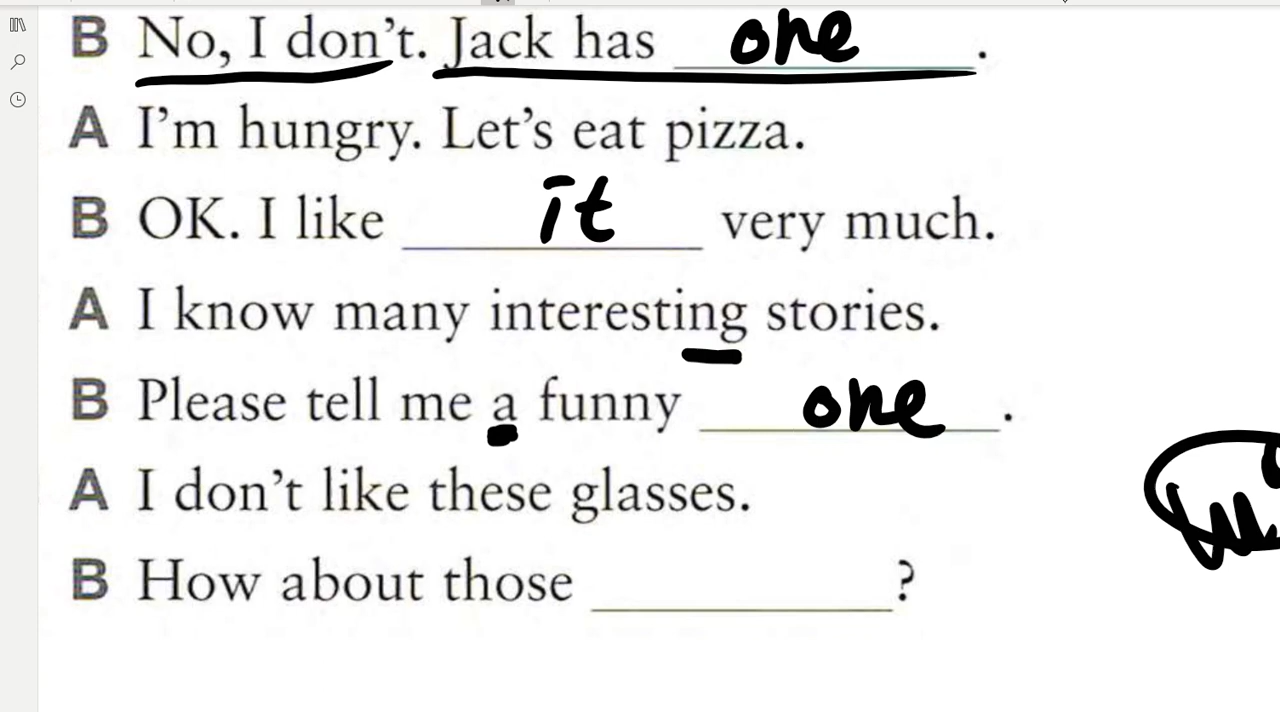 B No, I don't. Jack has one.
A I'm hungry. Let's eat pizza.
B OK. I like it very much.
A I know many interesting stories.
B Please tell me a funny one.
A I don't like these glasses.
B How about those ?